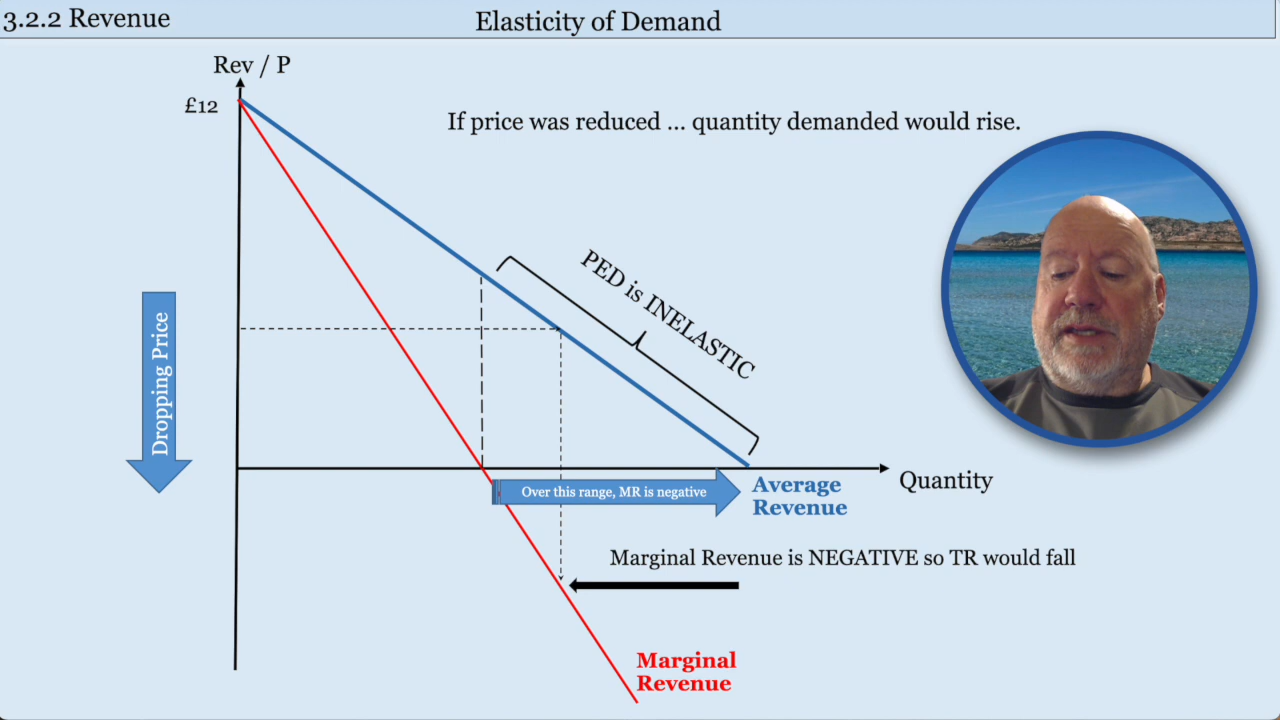 3.2.2 Revenue
Elasticity of Demand
Rev / P
£12
If price was reduced ... quantity demanded would rise.
PED is INELASTIC
Dropping Price
Over this range, MR is negative
Average
Revenue
Quantity
Marginal Revenue is NEGATIVE so TR would fall
Marginal
Revenue